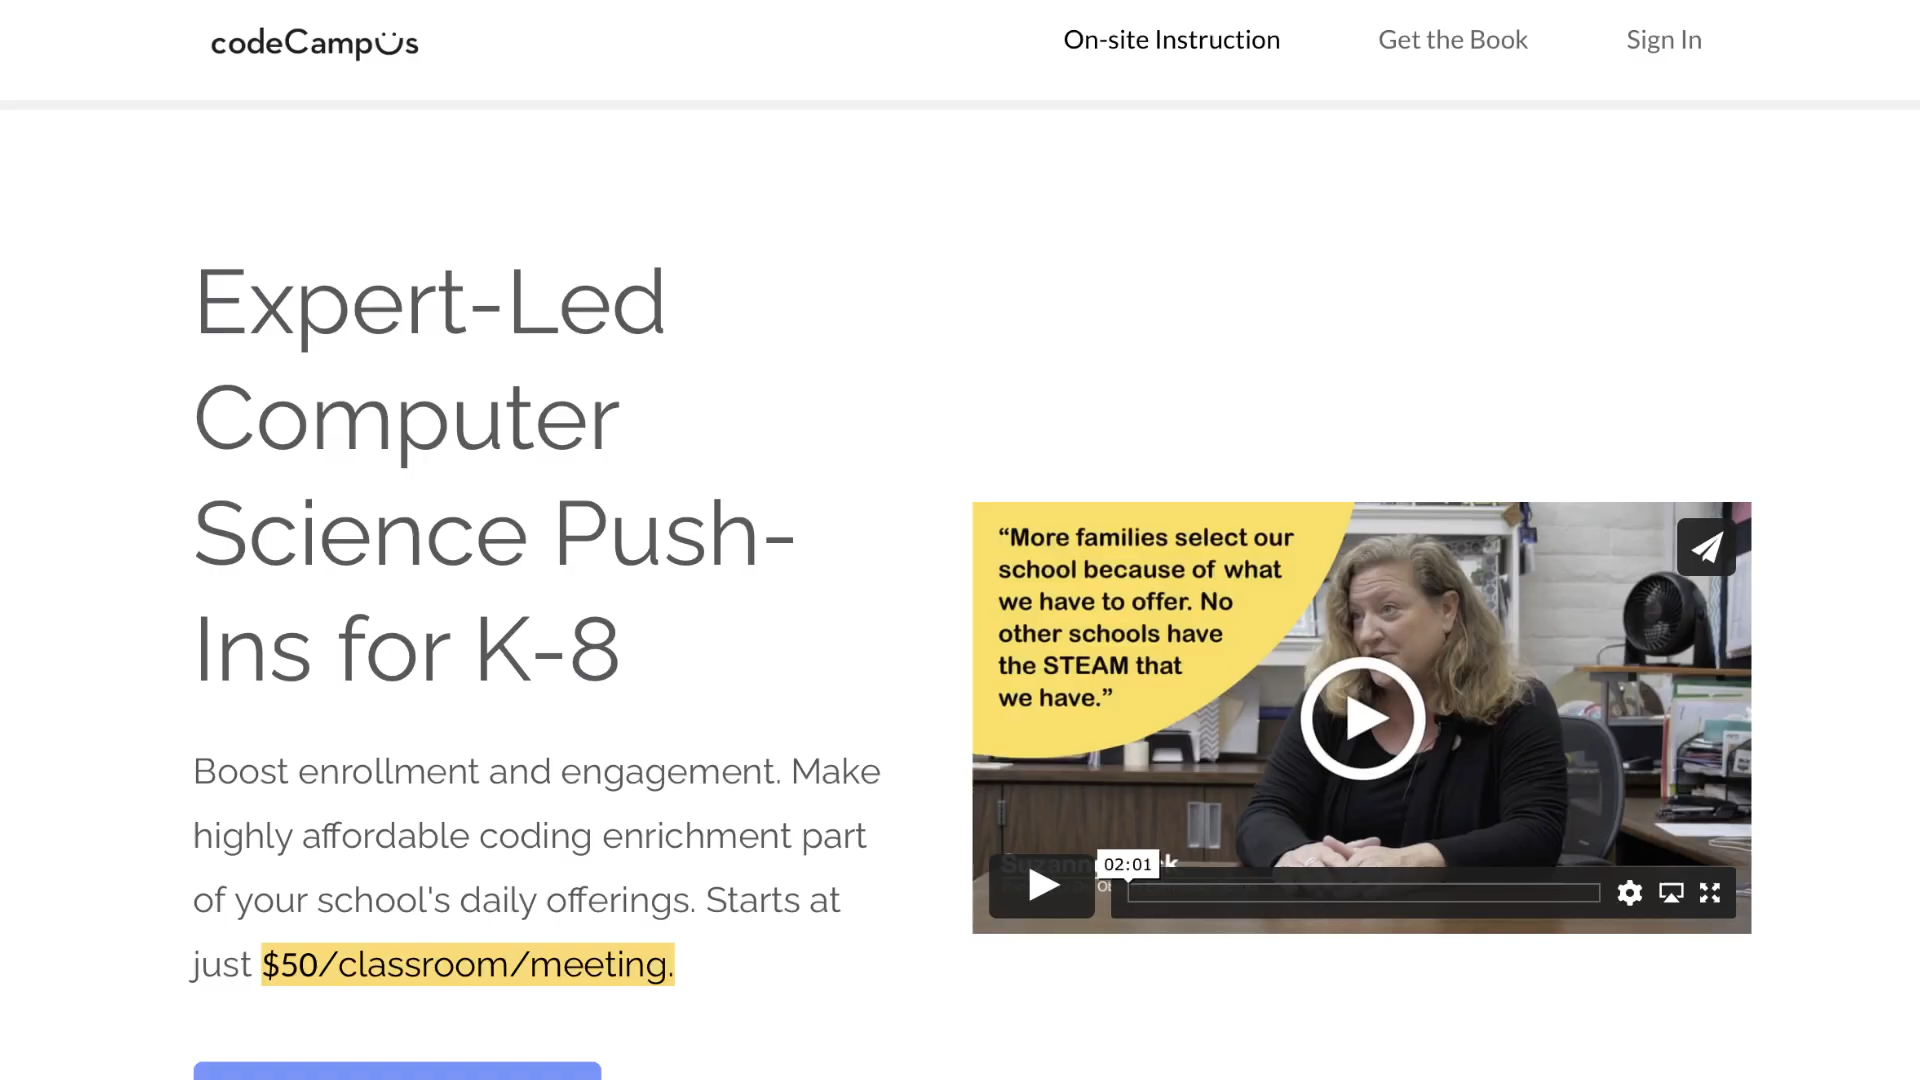 codeCampus
On-site Instruction
Get the Book
Sign In
Expert-Led
Computer
Science Push-
Ins for K-8
Boost enrollment and engagement. Make
highly affordable coding enrichment part
of your school's daily offerings. Starts at
just $50/classroom/meeting.
“More families select our
school because of what
we have to offer. No
other schools have
the STEAM that
we have.”
02:01